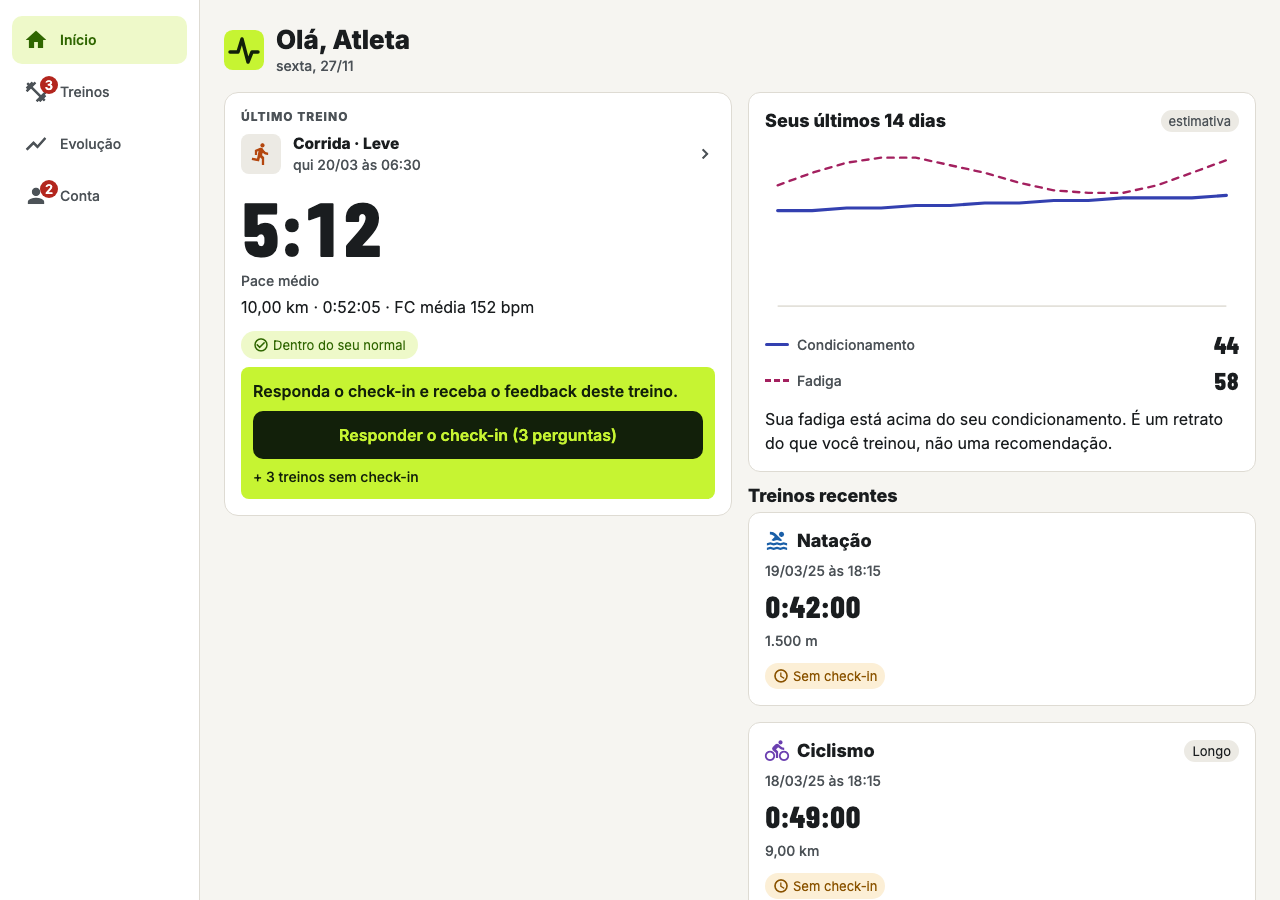 Início
3
Treinos
Evolução
2
Conta
Olá, Atleta
sexta, 27/11
ÚLTIMO TREINO
Corrida · Leve
qui 20/03 às 06:30
5:12
Pace médio
10,00 km · 0:52:05 · FC média 152 bpm
Dentro do seu normal
Responda o check-in e receba o feedback deste treino.
Responder o check-in (3 perguntas)
+ 3 treinos sem check-in
Seus últimos 14 dias
estimativa
Condicionamento
44
Fadiga
58
Sua fadiga está acima do seu condicionamento. É um retrato
do que você treinou, não uma recomendação.
Treinos recentes
Natação
19/03/25 às 18:15
0:42:00
1.500 m
Sem check-in
Ciclismo
Longo
18/03/25 às 18:15
0:49:00
9,00 km
Sem check-in